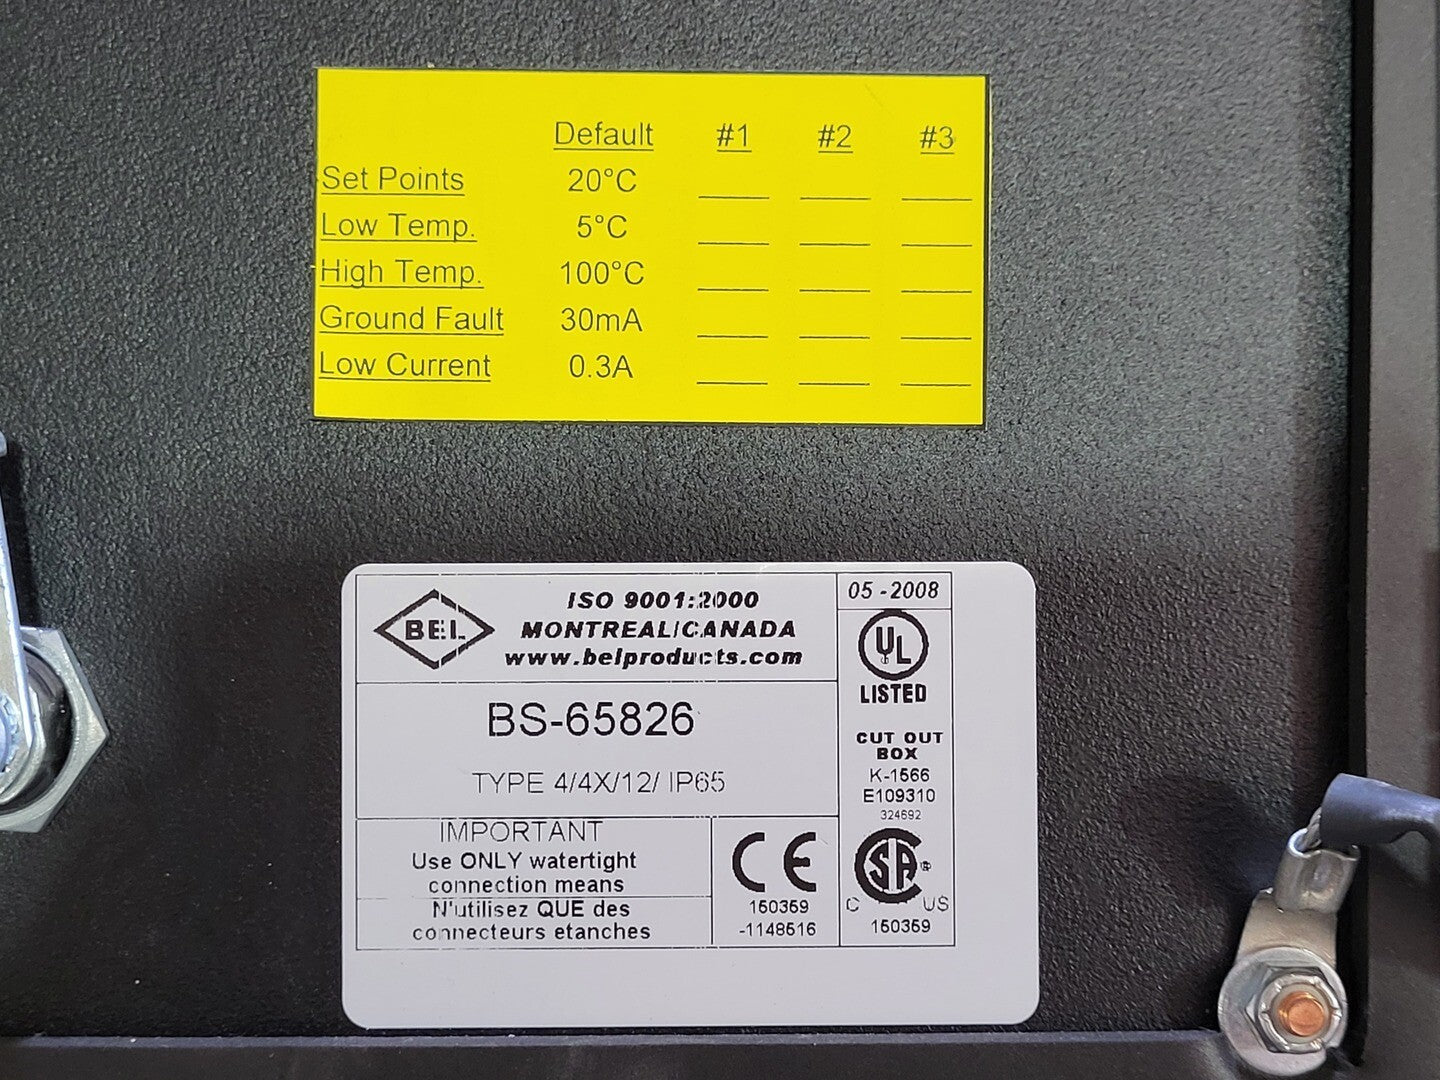 Default #1 #2 #3
Set Points 20°C
Low Temp. 5°C
High Temp. 100°C
Ground Fault 30mA
Low Current 0.3A
BEL
ISO 9001:2000
MONTREAL/CANADA
www.belproducts.com
BS-65826
TYPE 4/4X/12/ IP65
IMPORTANT
Use ONLY watertight
connection means
N'utilisez QUE des
connecteurs etanches
CE
150359
-1148516
05-2008
UL
LISTED
CUT OUT
BOX
K-1566
E109310
324692
SA ®
C US
150359